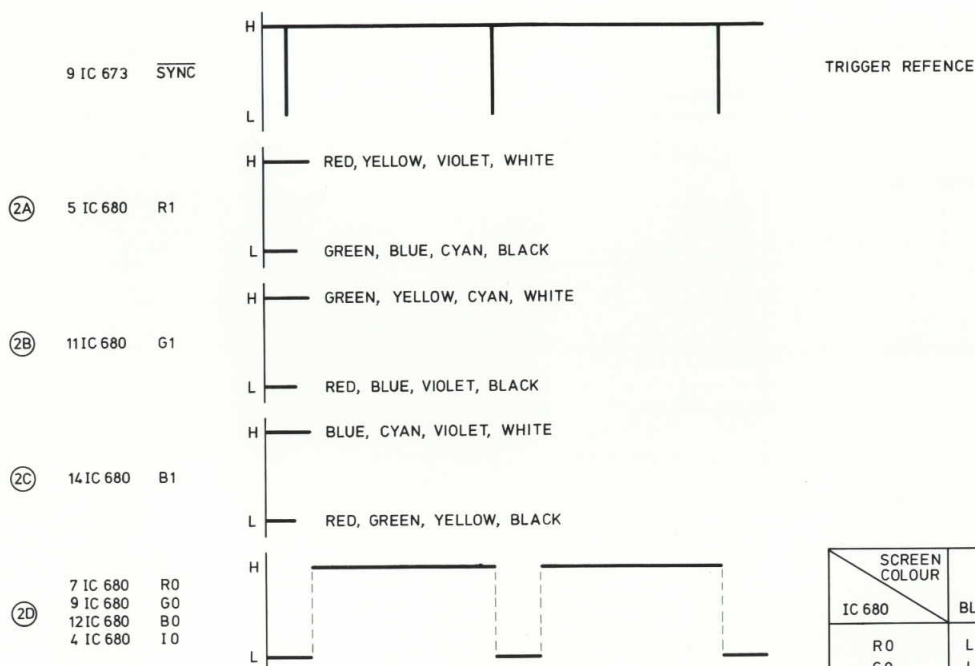 H
9 IC 673 SYNC
TRIGGER REFENCE
L
H RED, YELLOW, VIOLET, WHITE
2A 5 IC 680 R1
L GREEN, BLUE, CYAN, BLACK
H GREEN, YELLOW, CYAN, WHITE
2B 11 IC 680 G1
L RED, BLUE, VIOLET, BLACK
H BLUE, CYAN, VIOLET, WHITE
2C 14 IC 680 B1
L RED, GREEN, YELLOW, BLACK
H
2D
7 IC 680 R0
9 IC 680 G0
12 IC 680 B0
4 IC 680 I0
L
SCREEN
COLOUR
IC 680 BL
R0 L